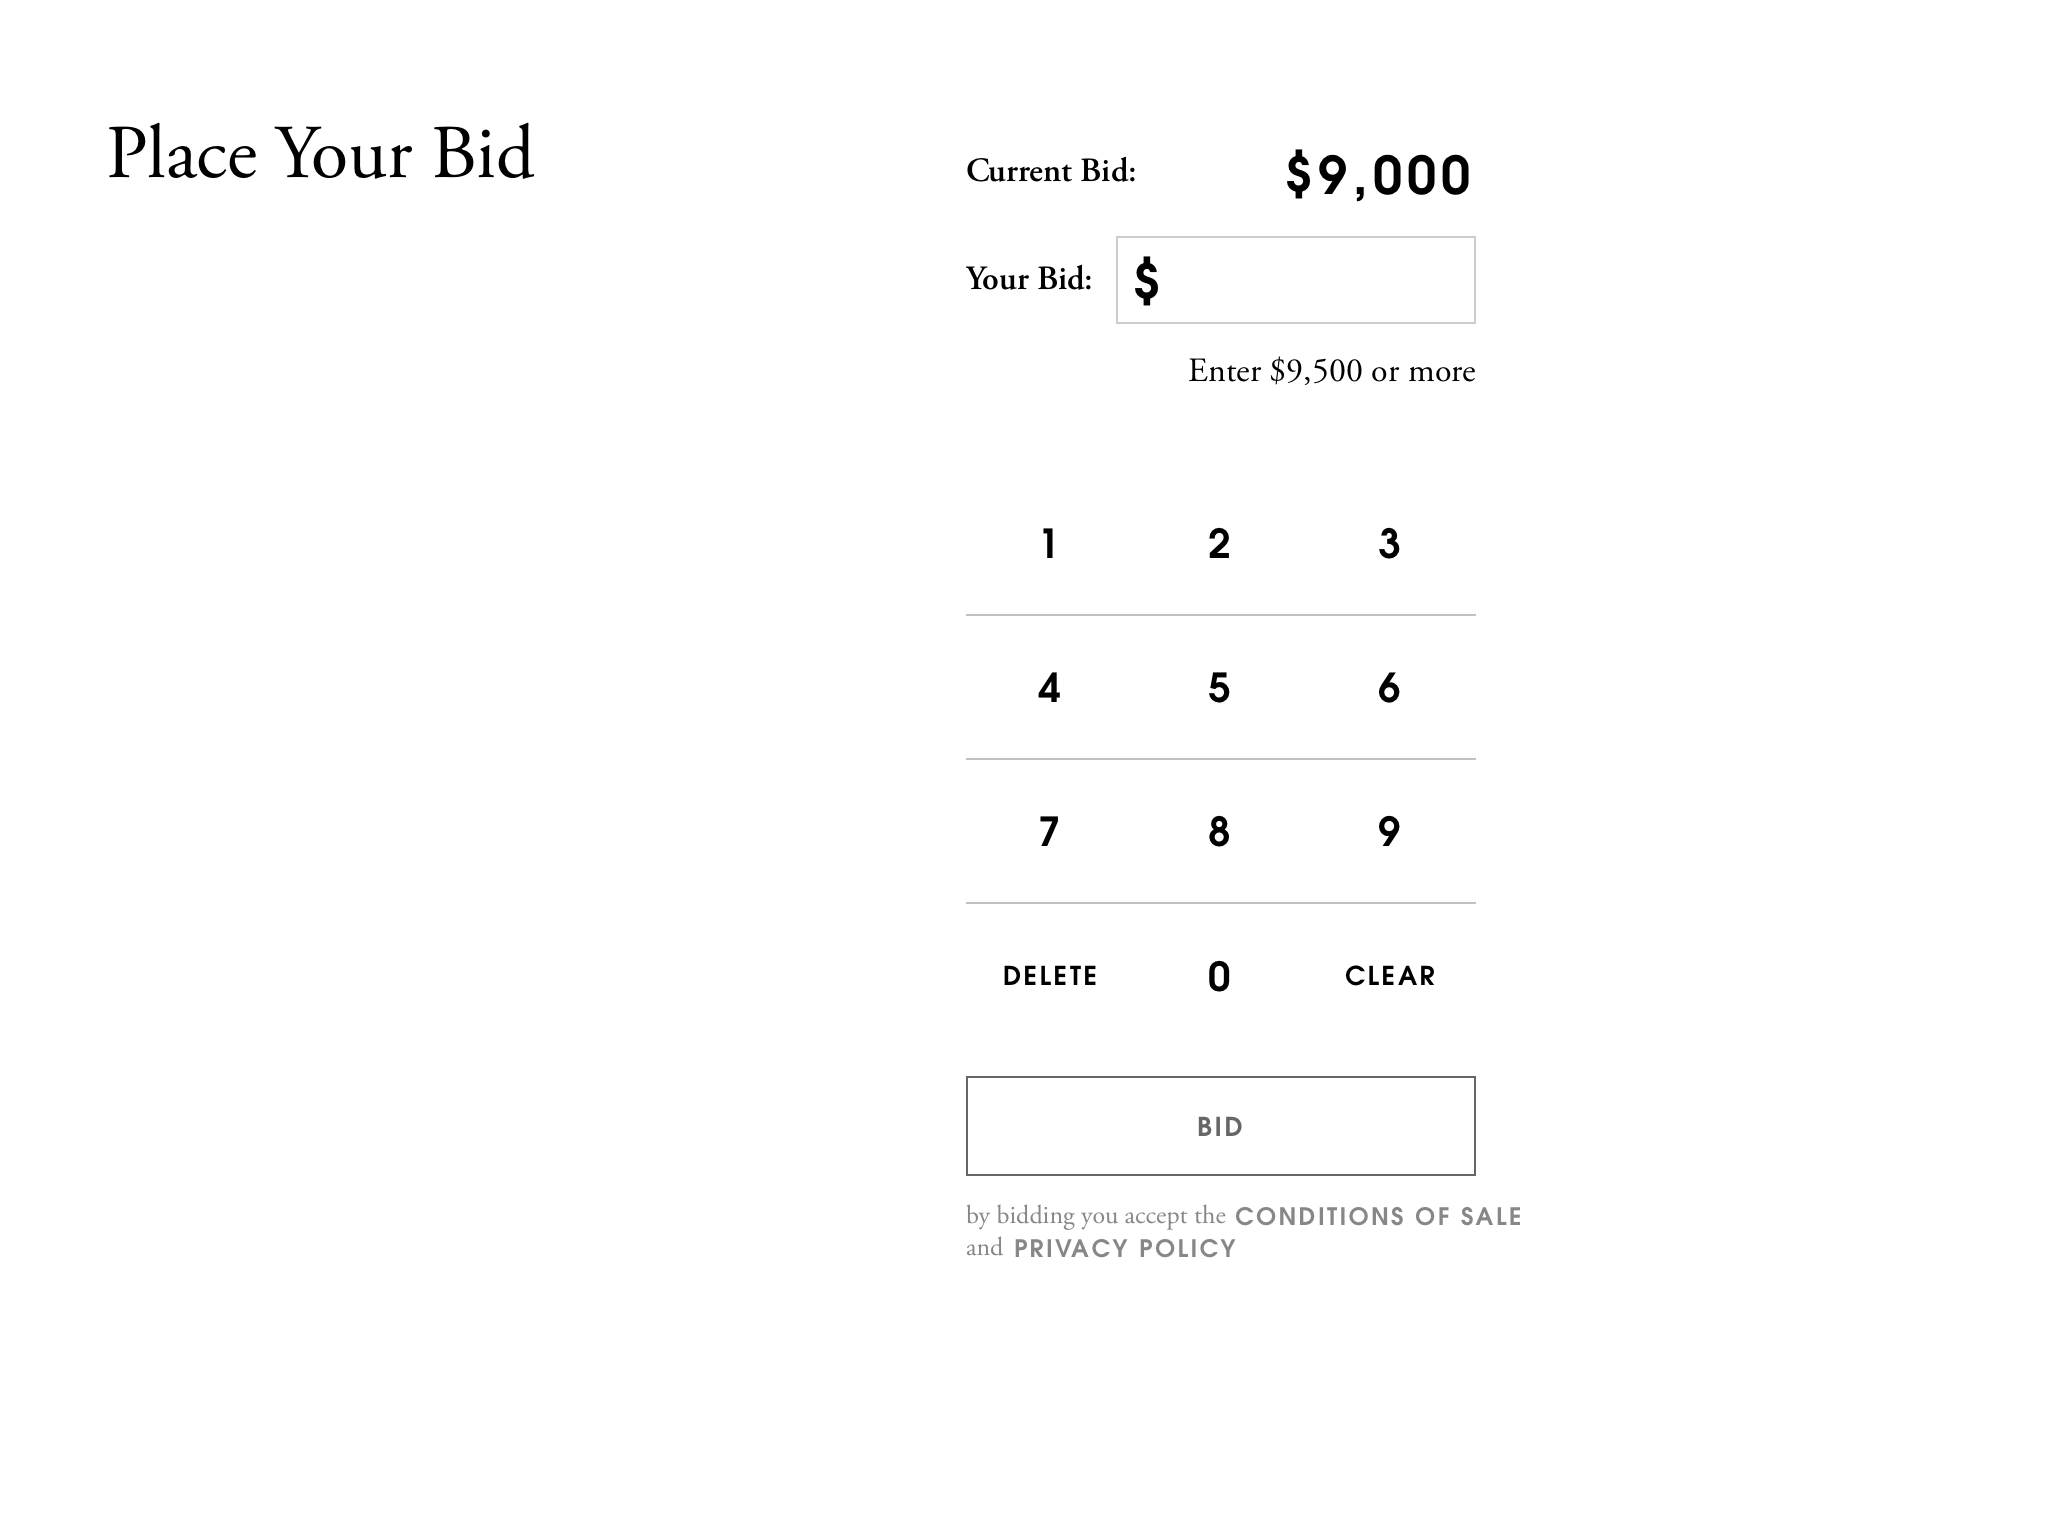 Place Your Bid
Current Bid: $9,000
Your Bid: $
Enter $9,500 or more
1 2 3
4 5 6
7 8 9
DELETE 0 CLEAR
BID
by bidding you accept the CONDITIONS OF SALE
and PRIVACY POLICY